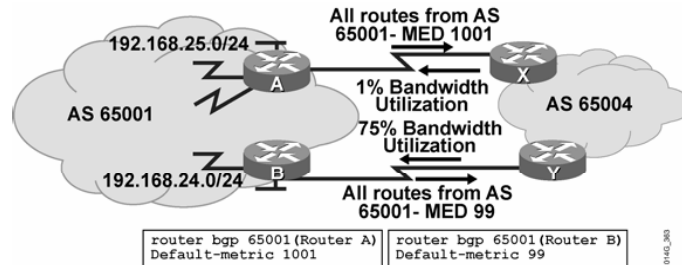 All routes from AS
65001- MED 1001
192.168.25.0/24
A
X
1% Bandwidth
Utilization
AS 65001
AS 65004
75% Bandwidth
Utilization
B
Y
192.168.24.0/24
All routes from AS
65001- MED 99
router bgp 65001(Router A)
Default-metric 1001
router bgp 65001(Router B)
Default-metric 99
014G_363